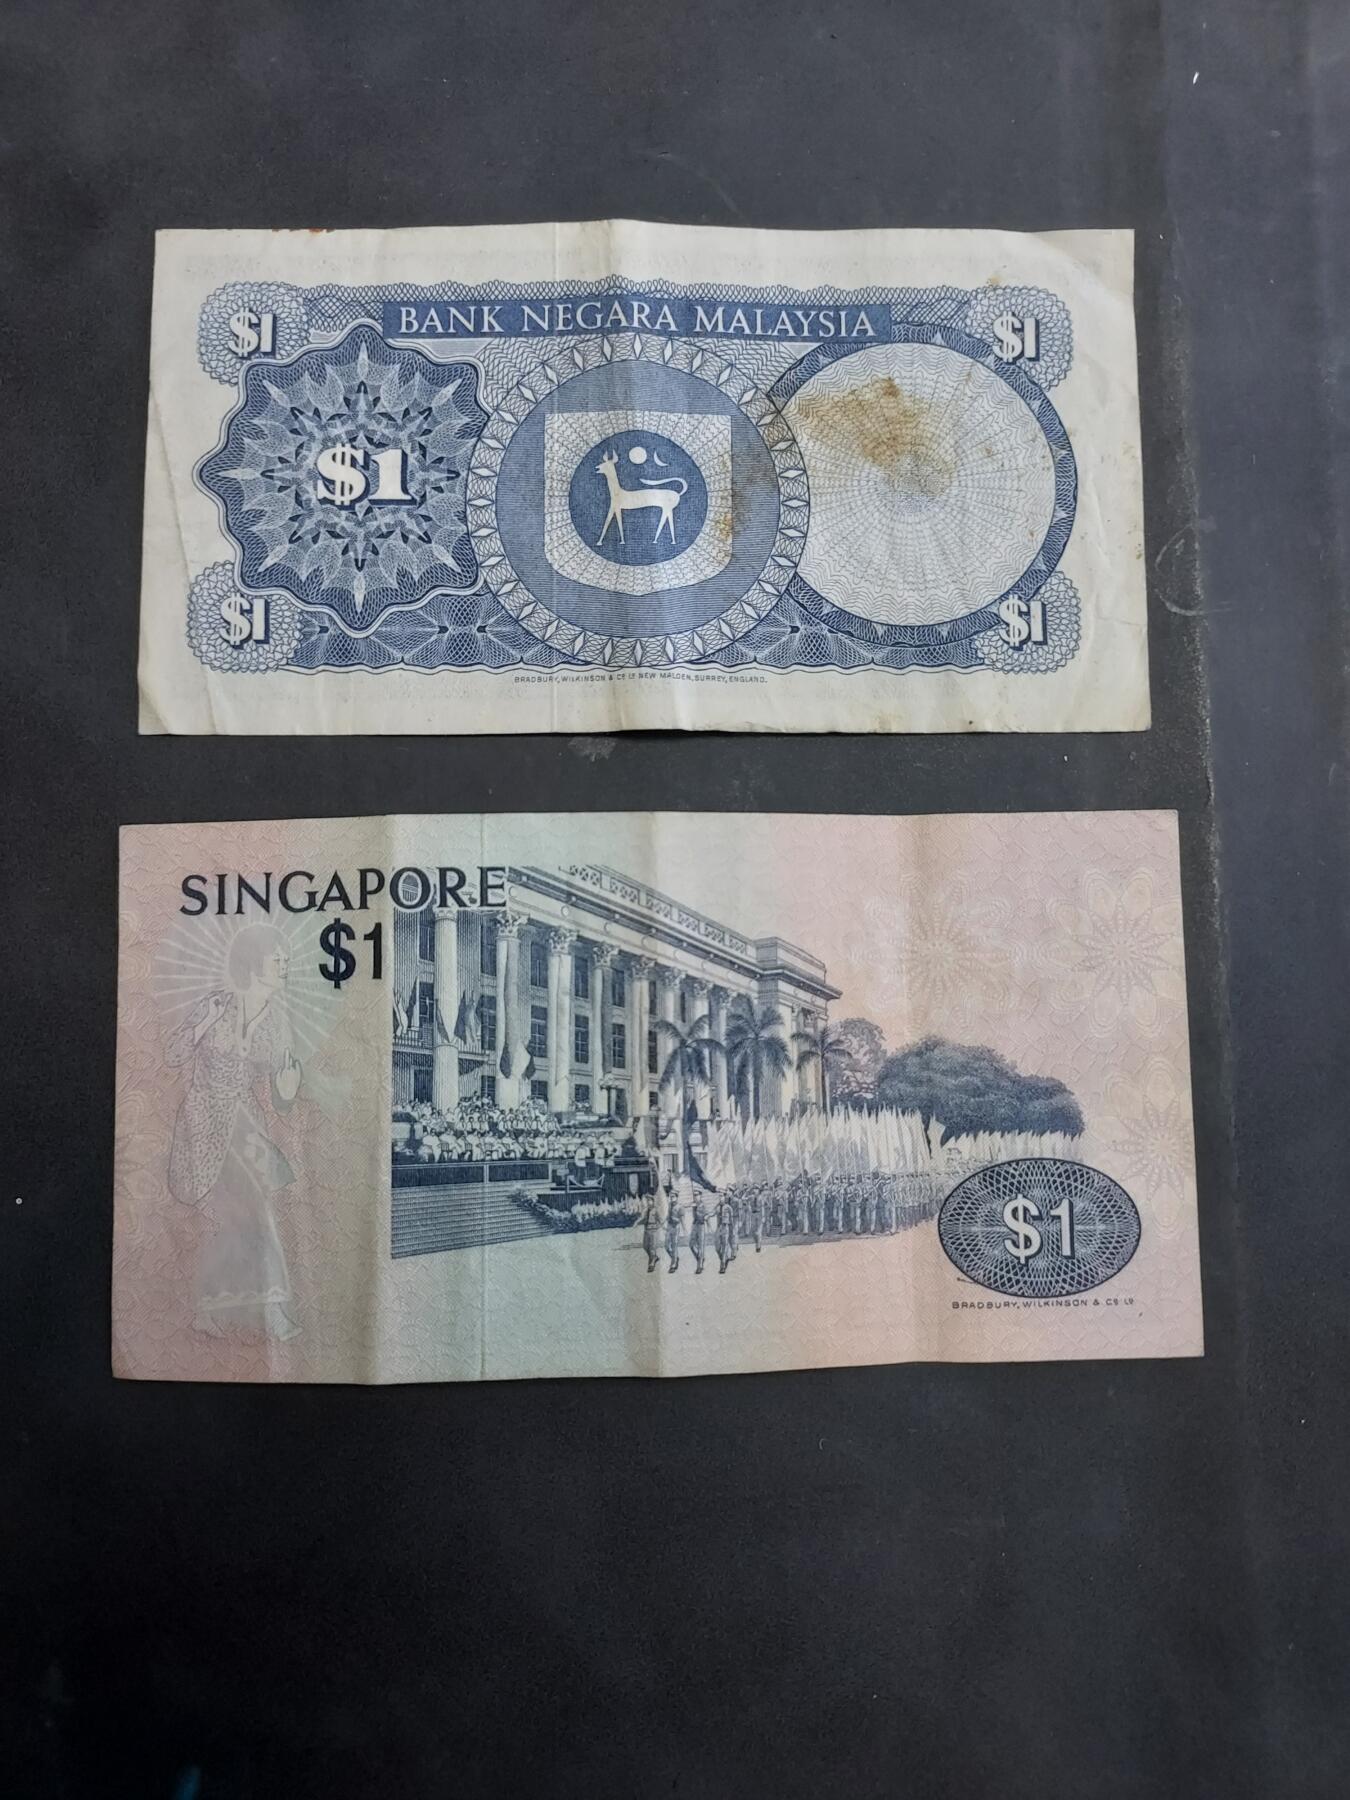 BANK NEGARA MALAYSIA
$1 $1
$1
$1 $1
BRADBURY, WILKINSON & Cº Lᴰ NEW MALDEN, SURREY, ENGLAND.
SINGAPORE
$1
$1
BRADBURY, WILKINSON & Cº Lᴰ